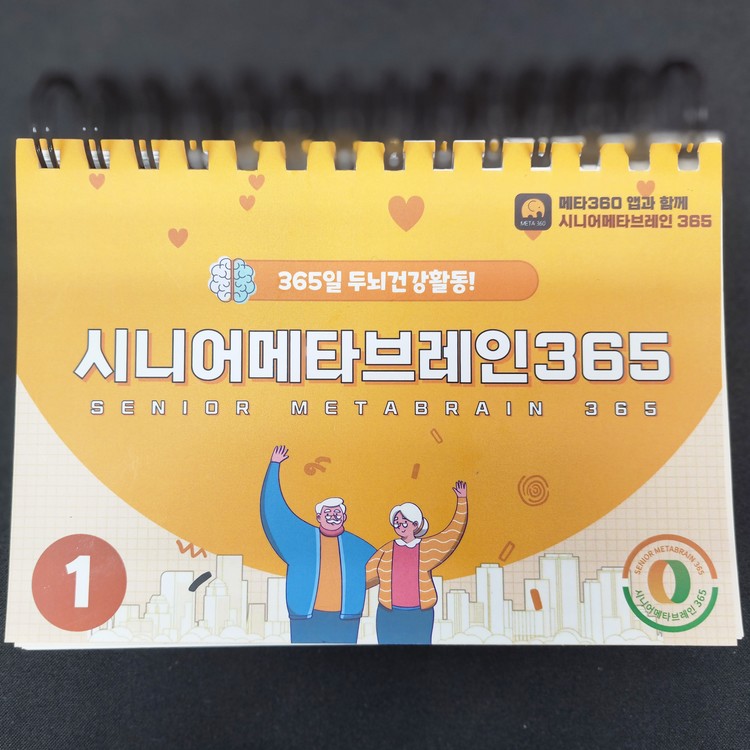 메타360 앱과 함께
META 360
시니어메타브레인 365
365일 두뇌건강활동!
시니어메타브레인365
SENIOR METABRAIN 365
1
SENIOR METABRAIN 365
시니어메타브레인 365